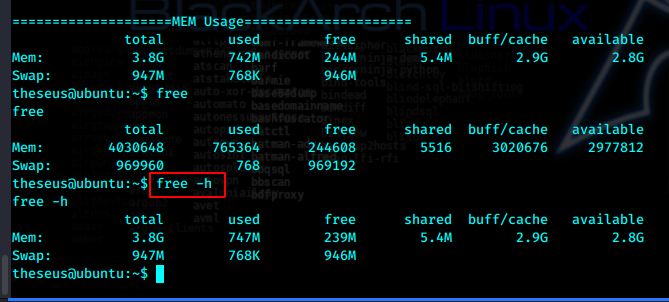 BlackArch Linux
====================MEM Usage=====================
total used free shared buff/cache available
Mem: 3.8G 742M 244M 5.4M 2.9G 2.8G
Swap: 947M 768K 946M
theseus@ubuntu:~$ free
free
total used free shared buff/cache available
Mem: 4030648 765364 244608 5516 3020676 2977812
Swap: 969960 768 969192
theseus@ubuntu:~$ free -h
free -h
total used free shared buff/cache available
Mem: 3.8G 747M 239M 5.4M 2.9G 2.8G
Swap: 947M 768K 946M
theseus@ubuntu:~$